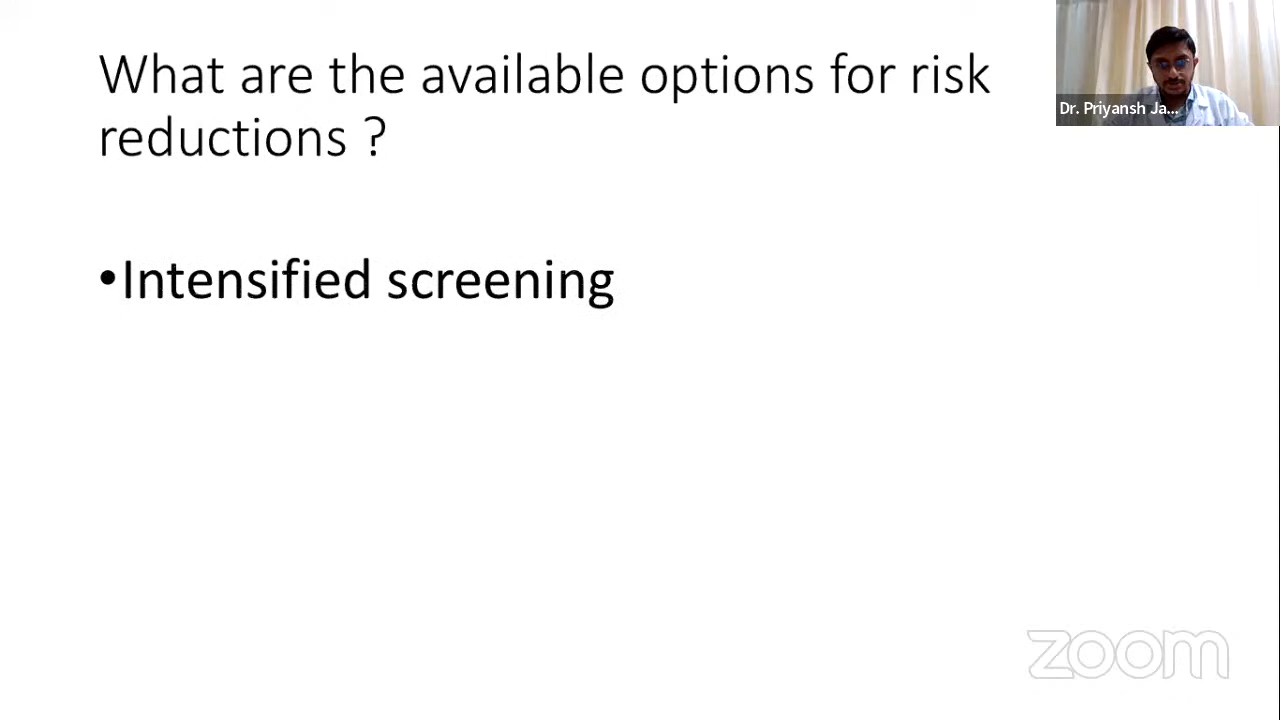 What are the available options for risk
reductions ?
•Intensified screening
Dr. Priyansh Ja...
zoom